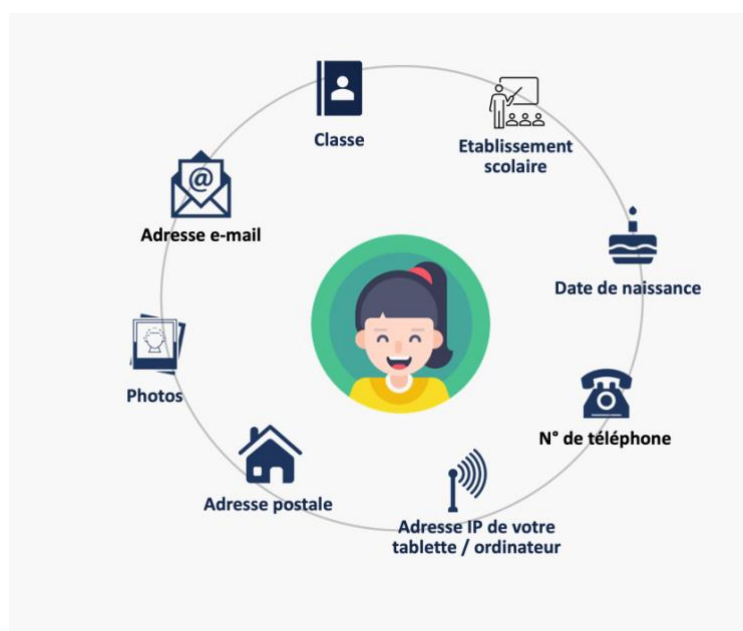 Classe
Etablissement
scolaire
Adresse e-mail
Date de naissance
Photos
N° de téléphone
Adresse postale
Adresse IP de votre
tablette / ordinateur